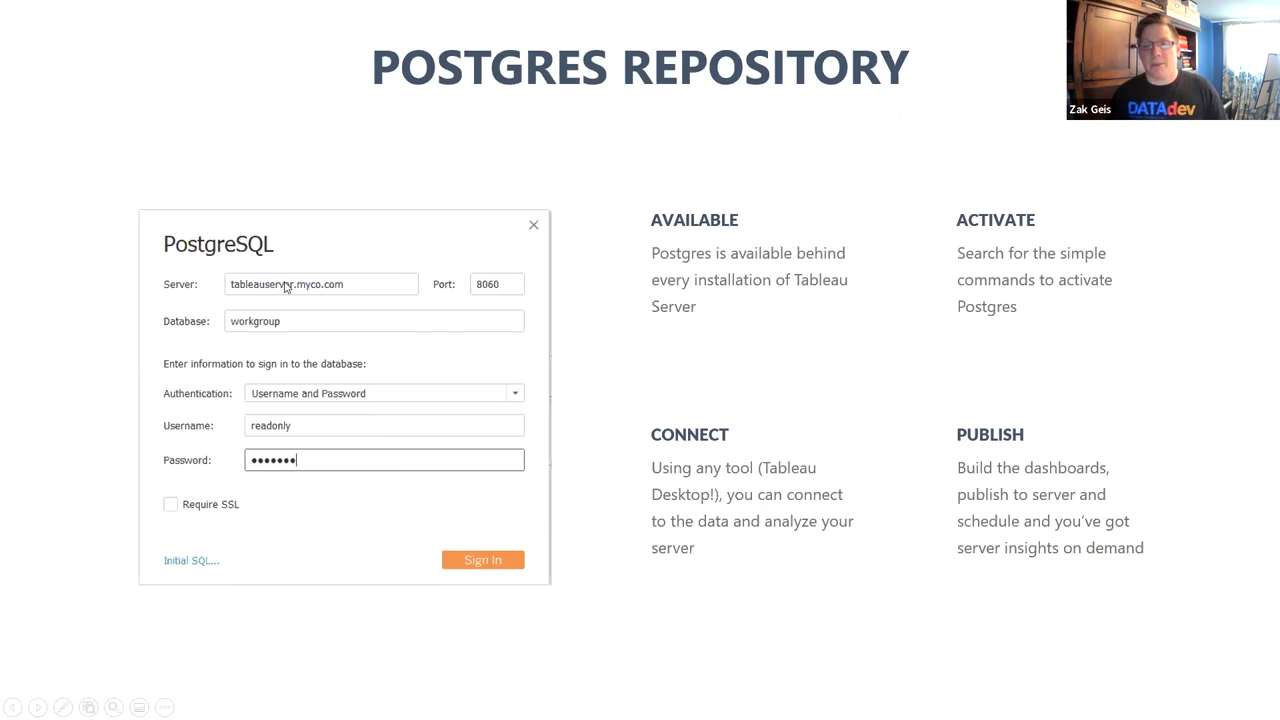 POSTGRES REPOSITORY
Zak Geis
DATAdev
PostgreSQL
Server: tableauserver.myco.com Port: 8060
Database: workgroup
Enter information to sign in to the database:
Authentication: Username and Password
Username: readonly
Password: •••••••
Require SSL
Initial SQL... Sign In
AVAILABLE
Postgres is available behind
every installation of Tableau
Server
ACTIVATE
Search for the simple
commands to activate
Postgres
CONNECT
Using any tool (Tableau
Desktop!), you can connect
to the data and analyze your
server
PUBLISH
Build the dashboards,
publish to server and
schedule and you’ve got
server insights on demand